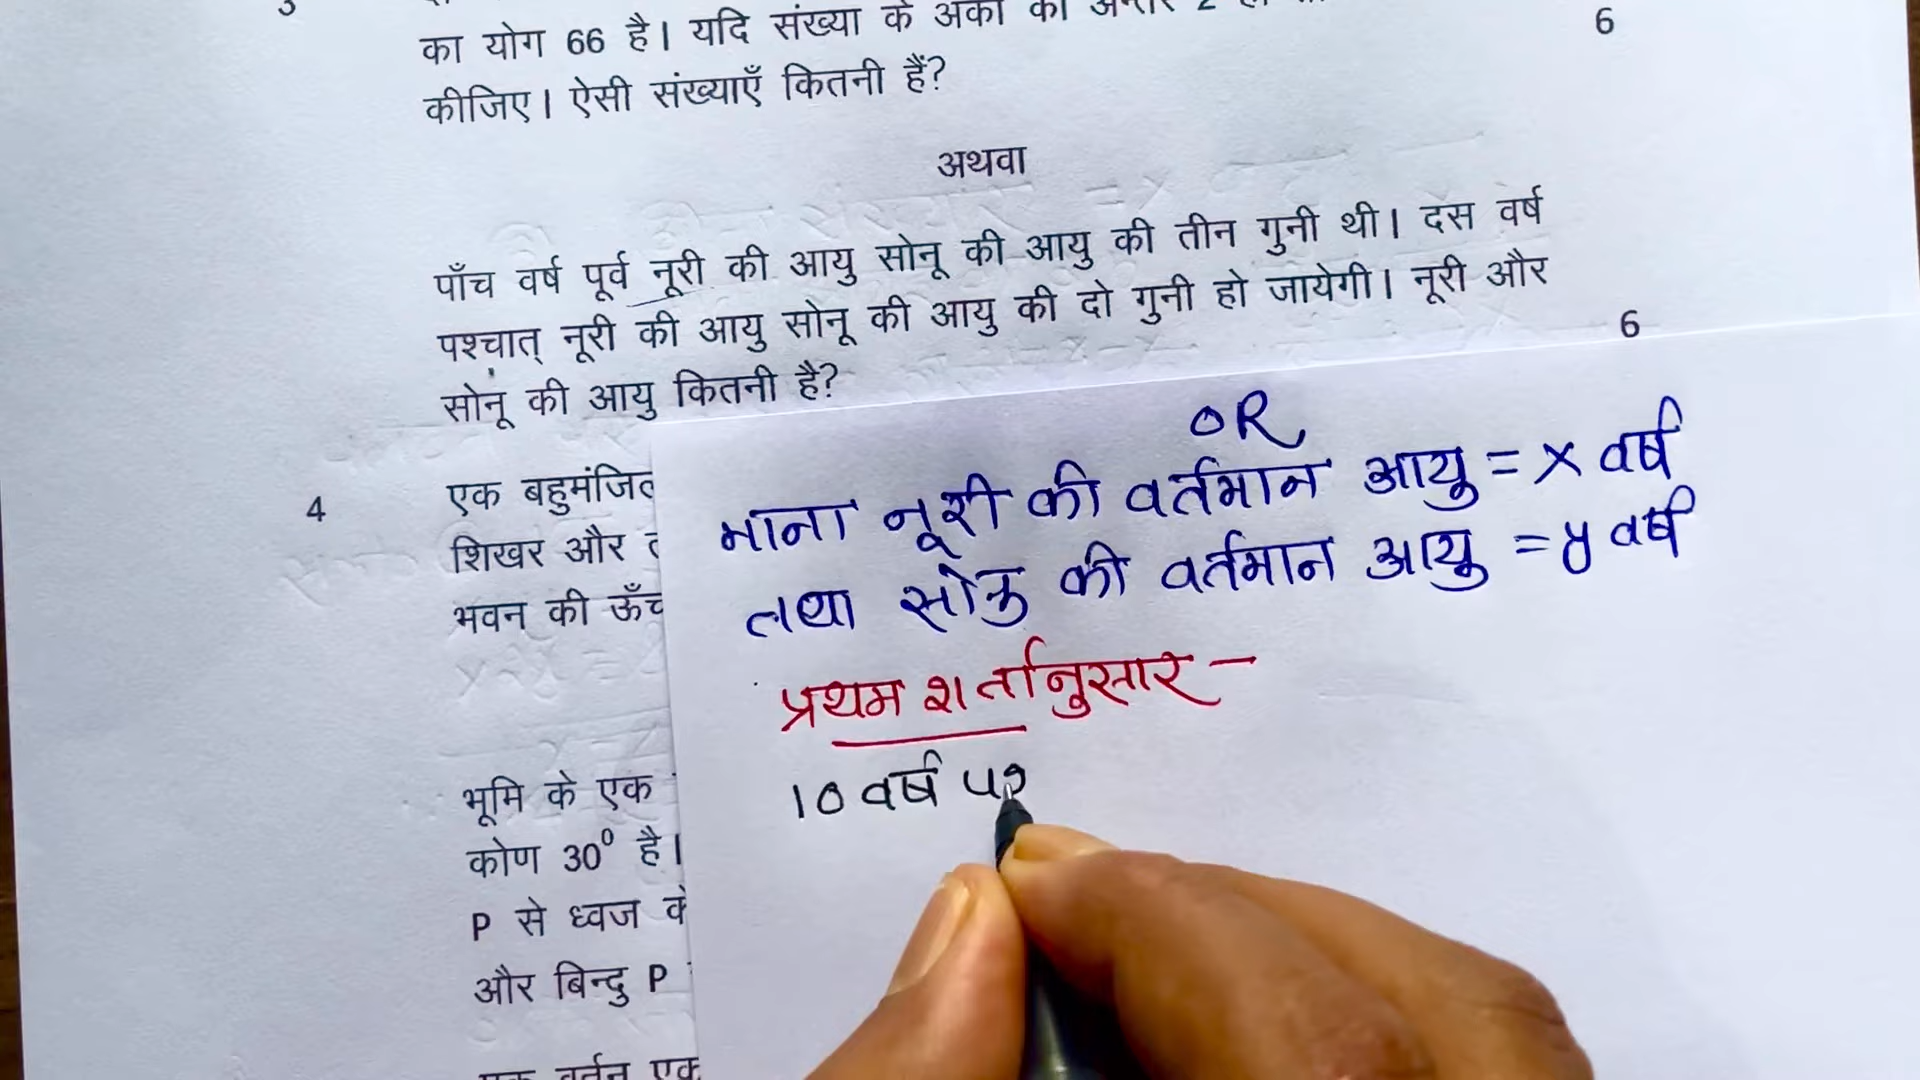 का योग 66 है। यदि संख्या के अंकों का अन्तर 2
6
कीजिए। ऐसी संख्याएँ कितनी हैं?
अथवा
पाँच वर्ष पूर्व नूरी की आयु सोनू की आयु की तीन गुनी थी। दस वर्ष
पश्चात् नूरी की आयु सोनू की आयु की दो गुनी हो जायेगी। नूरी और
सोनू की आयु कितनी है?
6
4
एक
शिखर और
भवन की
भूमि के एक
कोण 30⁰ है।
P से ध्वज
और बिन्दु P
OR
माना नूरी की वर्तमान आयु = x वर्ष
तथा सोनु की वर्तमान आयु = y वर्ष
प्रथम शर्तानुसार –
10 वर्ष